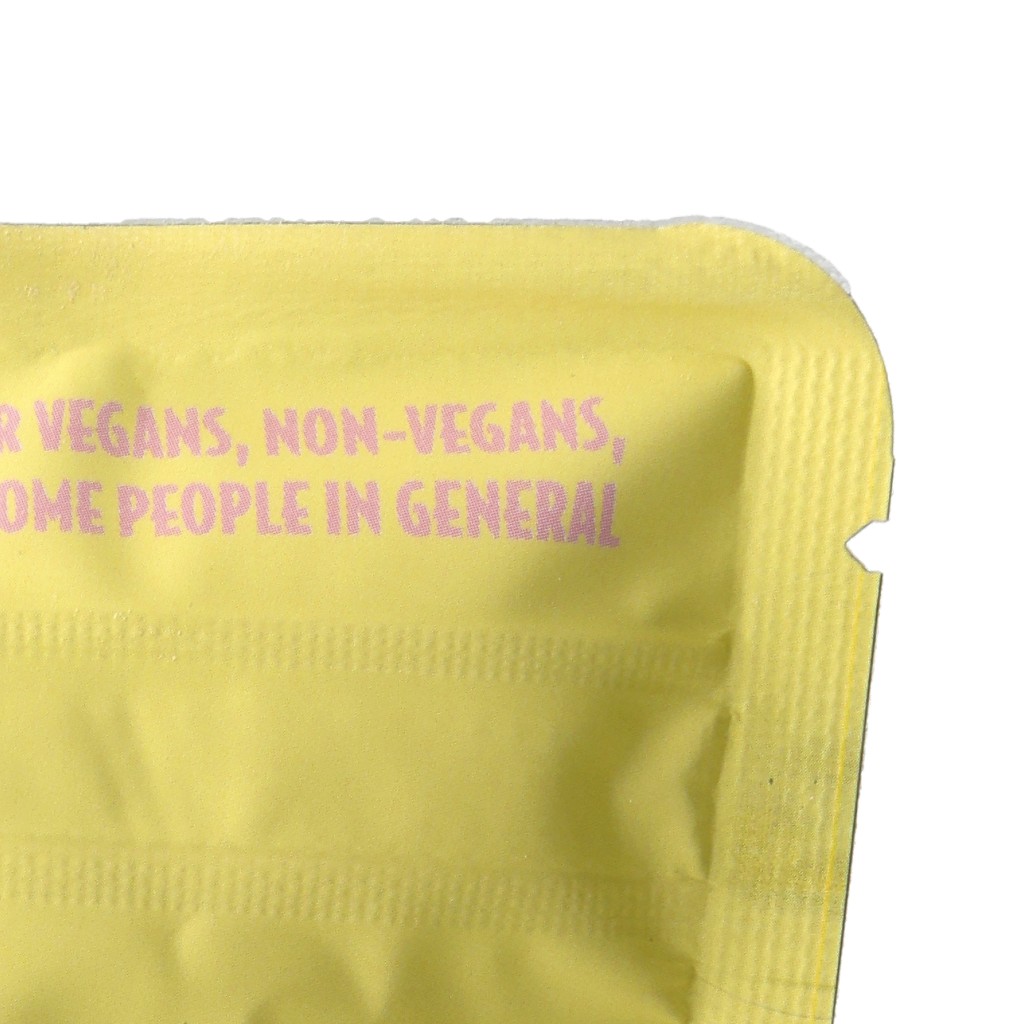 R VEGANS, NON-VEGANS,
OME PEOPLE IN GENERAL